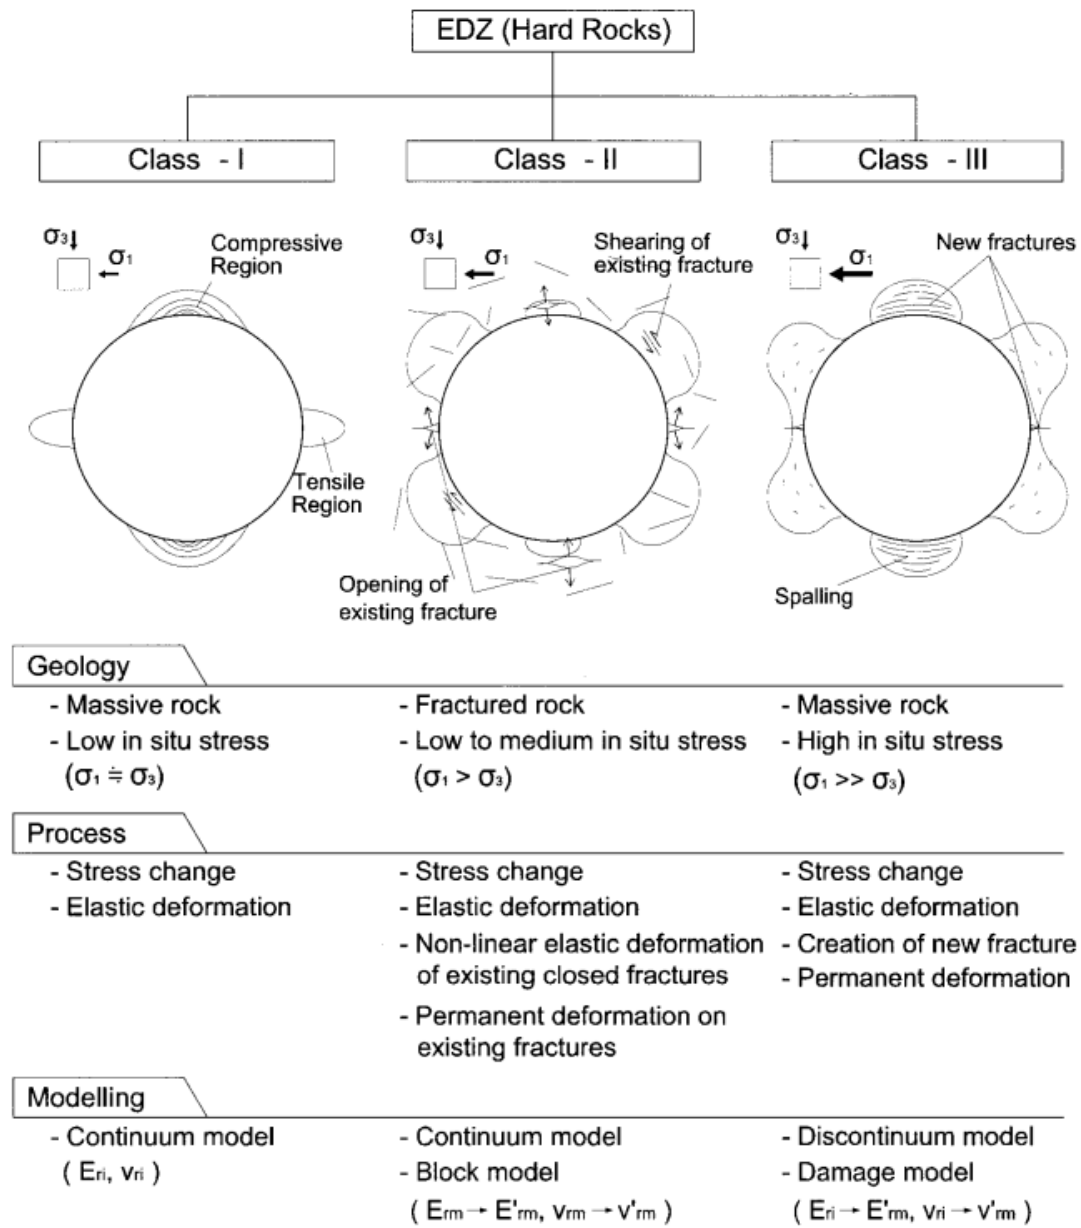 EDZ (Hard Rocks)
Class - I
Class - II
Class - III
σ₃
σ₁
Compressive
Region
Tensile
Region
σ₃
σ₁
Shearing of
existing fracture
Opening of
existing fracture
σ₃
σ₁
New fractures
Spalling
Geology
- Massive rock
- Low in situ stress
(σ₁ ≒ σ₃)
- Fractured rock
- Low to medium in situ stress
(σ₁ > σ₃)
- Massive rock
- High in situ stress
(σ₁ >> σ₃)
Process
- Stress change
- Elastic deformation
- Stress change
- Elastic deformation
- Non-linear elastic deformation
of existing closed fractures
- Permanent deformation on
existing fractures
- Stress change
- Elastic deformation
- Creation of new fracture
- Permanent deformation
Modelling
- Continuum model
( Eri, νri )
- Continuum model
- Block model
( Erm → E'rm, νrm → ν'rm )
- Discontinuum model
- Damage model
( Eri → E'rm, νri → ν'rm )